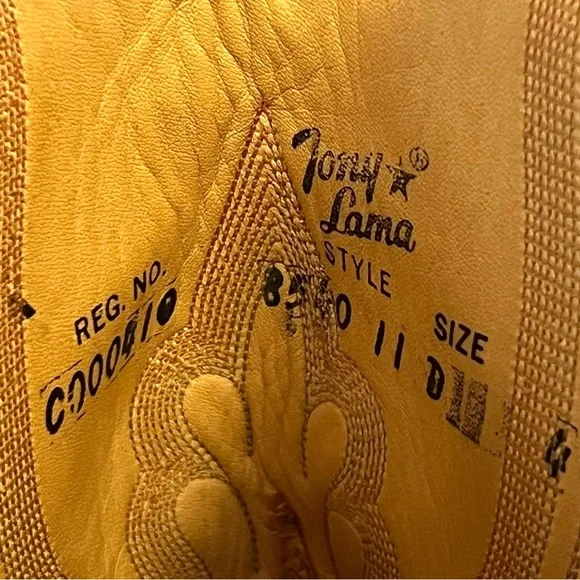 Tony
Lama ®
STYLE
REG. NO.
SIZE
11 D